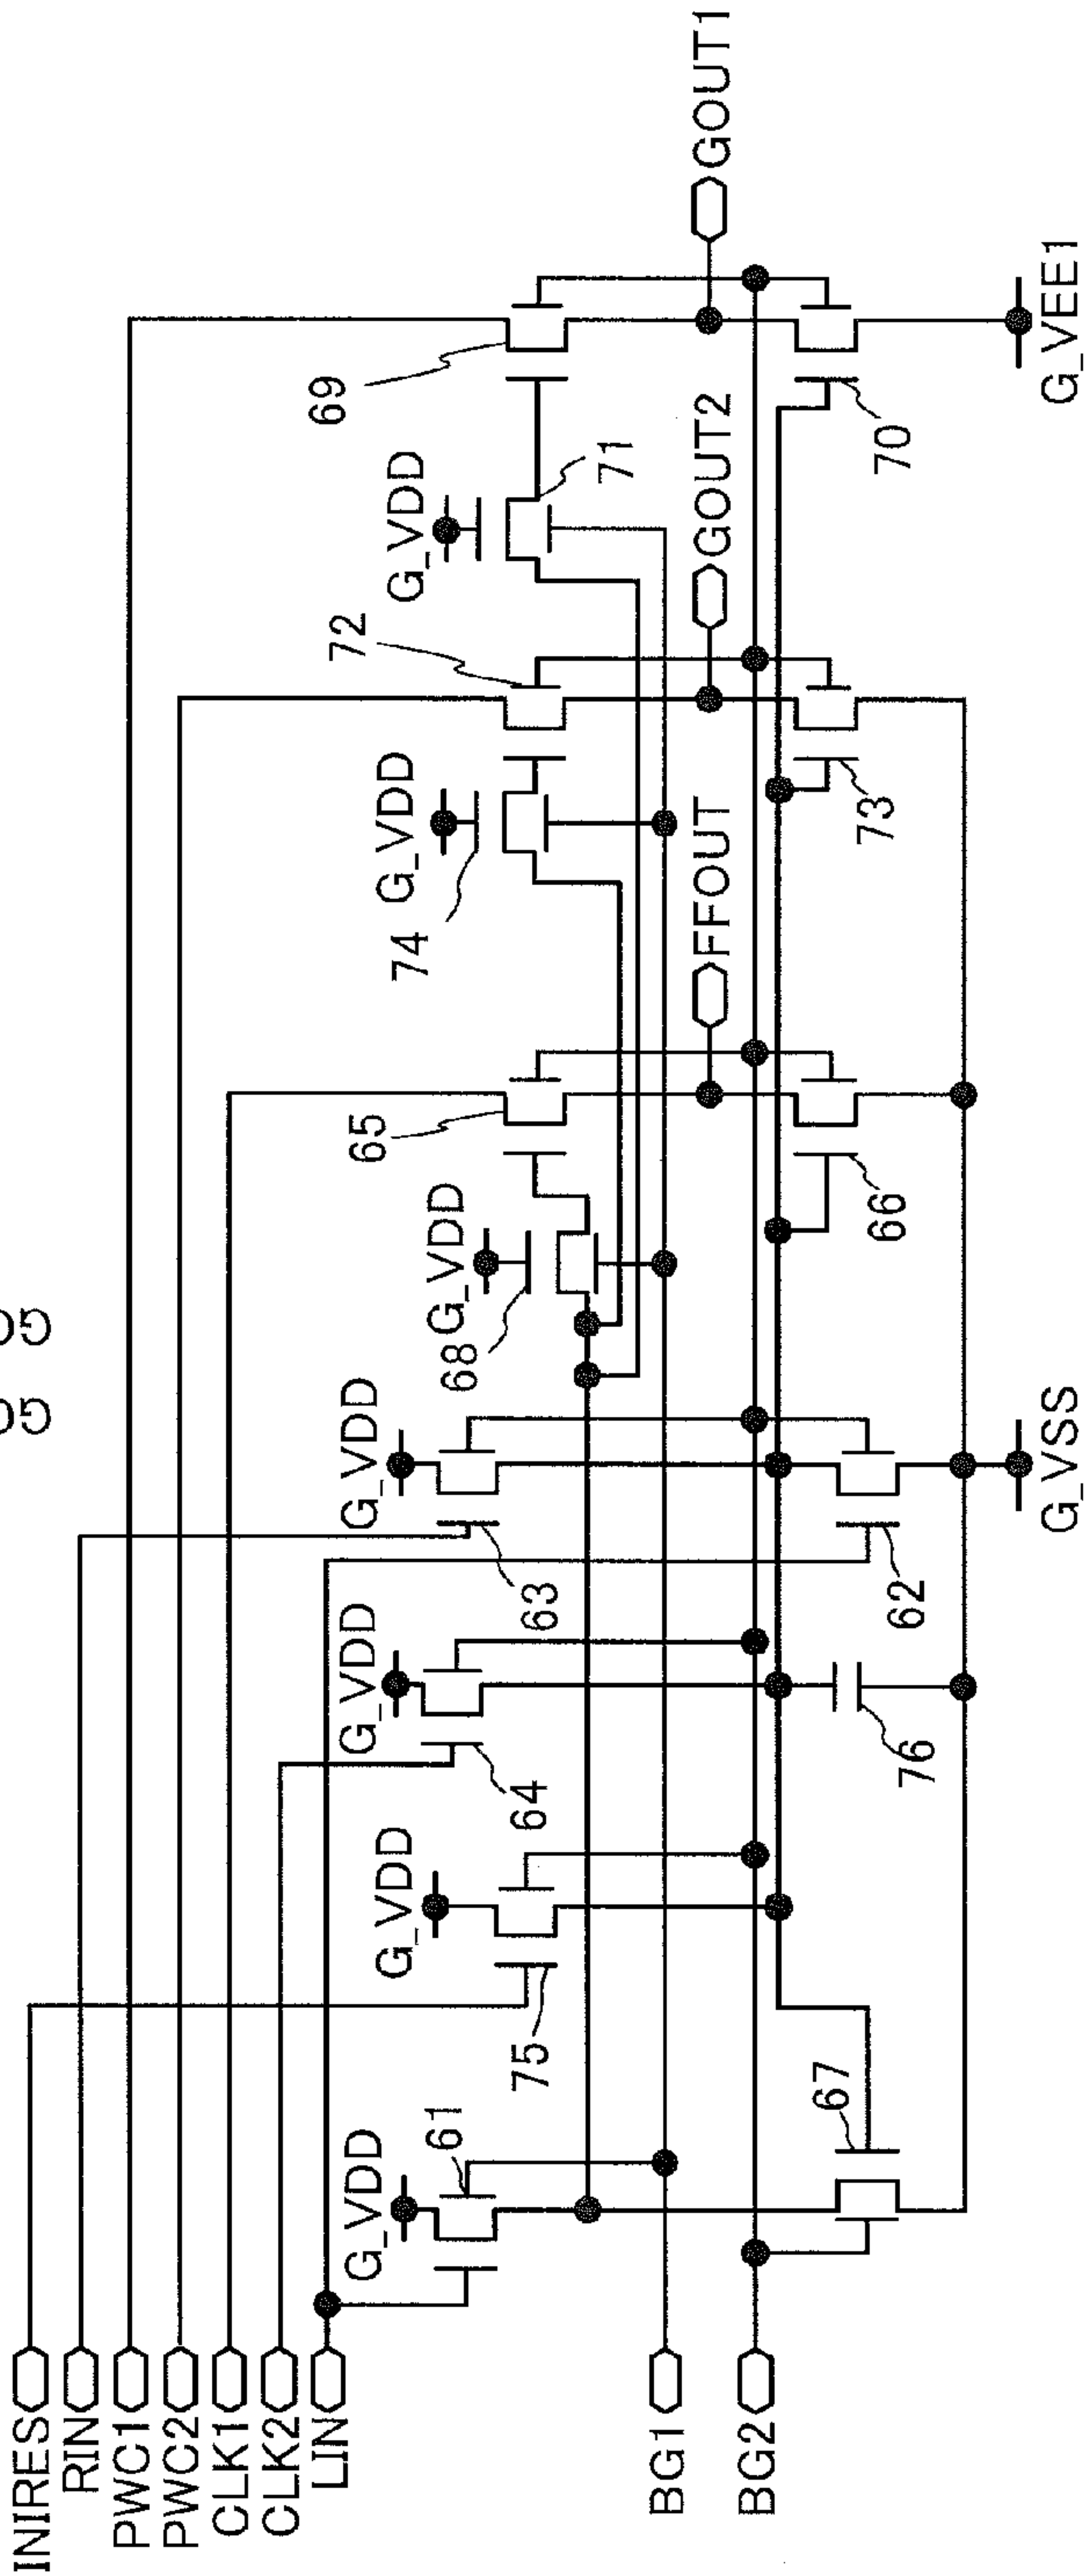 INIRES
RIN
PWC1
PWC2
CLK1
CLK2
LIN
BG1
BG2
G_VDD
61
67
G_VDD
75
G_VDD
64
76
G_VDD
63
62
G_VSS
G_VDD
68
65
66
FFOUT
G_VDD
74
72
73
GOUT2
G_VDD
71
69
70
GOUT1
G_VEE1